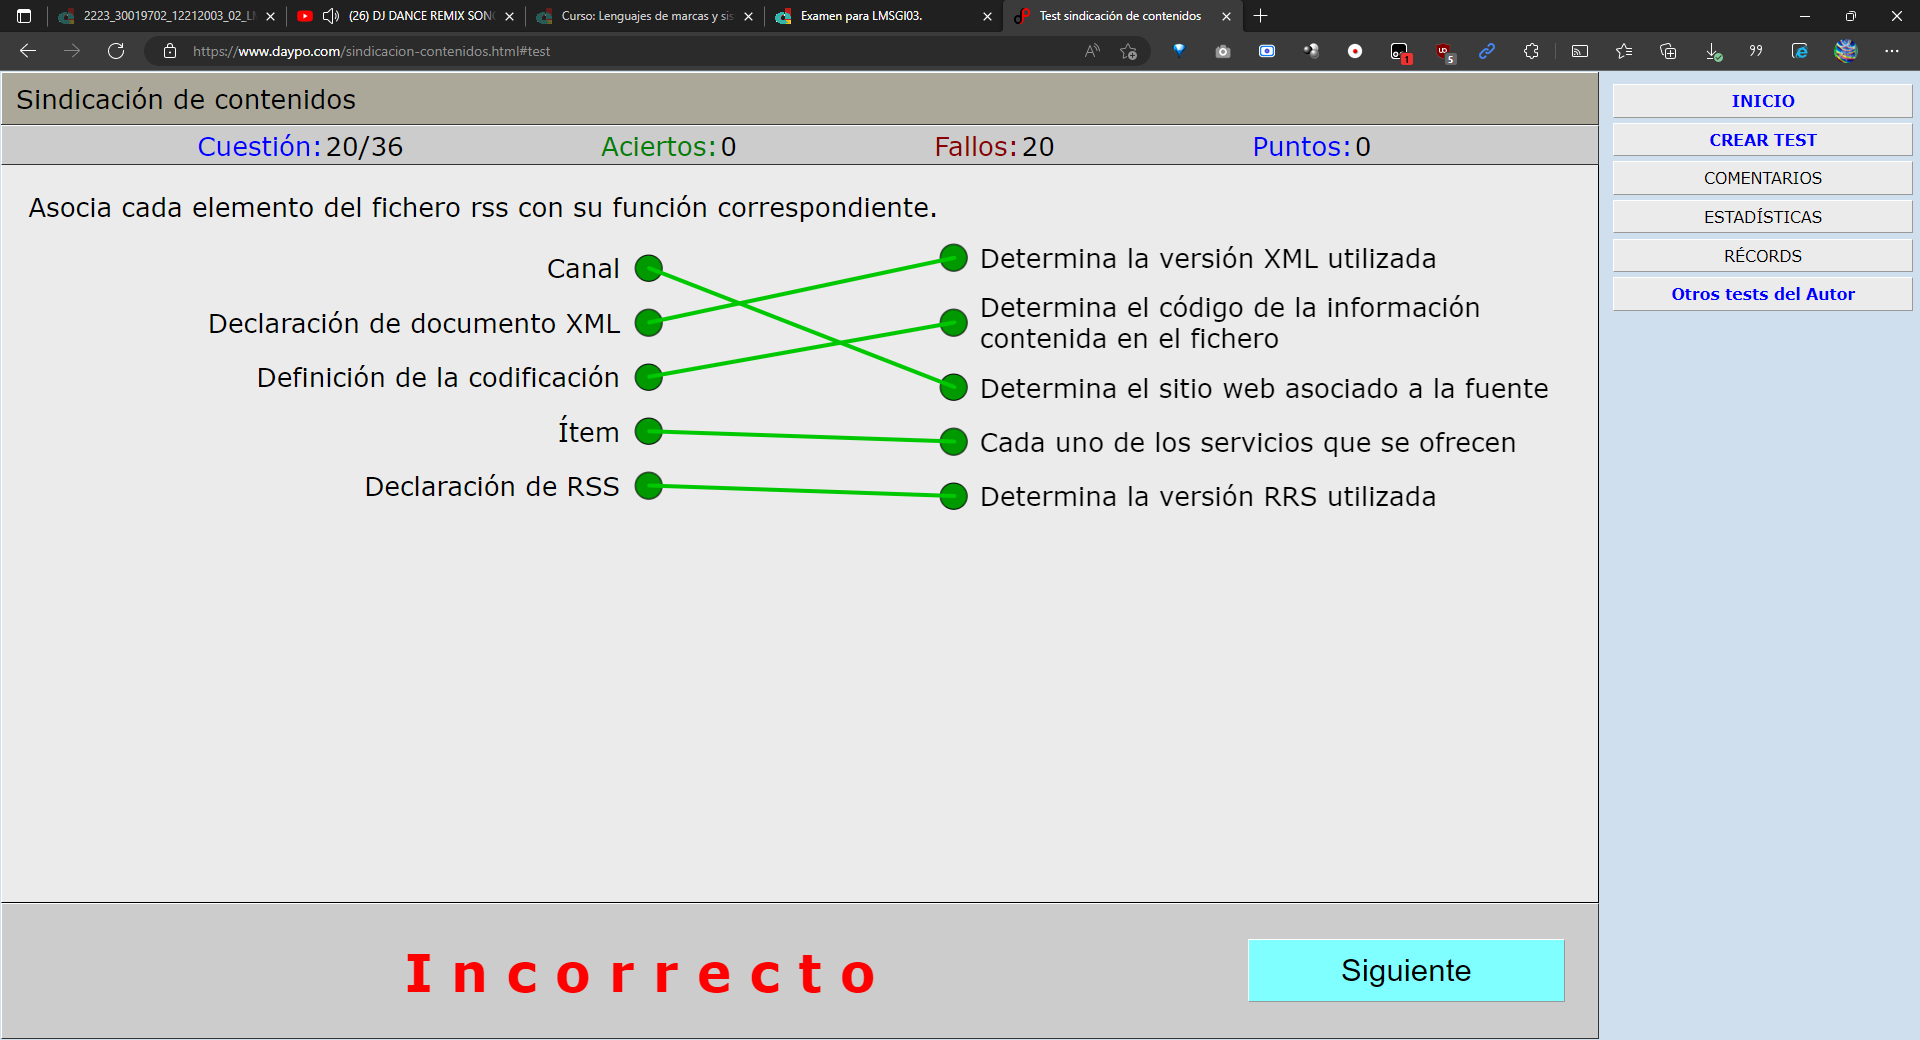 2223_30019702_12212003_02_L
(26) DJ DANCE REMIX SONG
Curso: Lenguajes de marcas y sis
Examen para LMSGI03.
Test sindicación de contenidos
https://www.daypo.com/sindicacion-contenidos.html#test
1
5
Sindicación de contenidos
Cuestión: 20/36 Aciertos: 0 Fallos: 20 Puntos: 0
Asocia cada elemento del fichero rss con su función correspondiente.
Canal
Declaración de documento XML
Definición de la codificación
Ítem
Declaración de RSS
Determina la versión XML utilizada
Determina el código de la información
contenida en el fichero
Determina el sitio web asociado a la fuente
Cada uno de los servicios que se ofrecen
Determina la versión RRS utilizada
Incorrecto
Siguiente
INICIO
CREAR TEST
COMENTARIOS
ESTADÍSTICAS
RÉCORDS
Otros tests del Autor